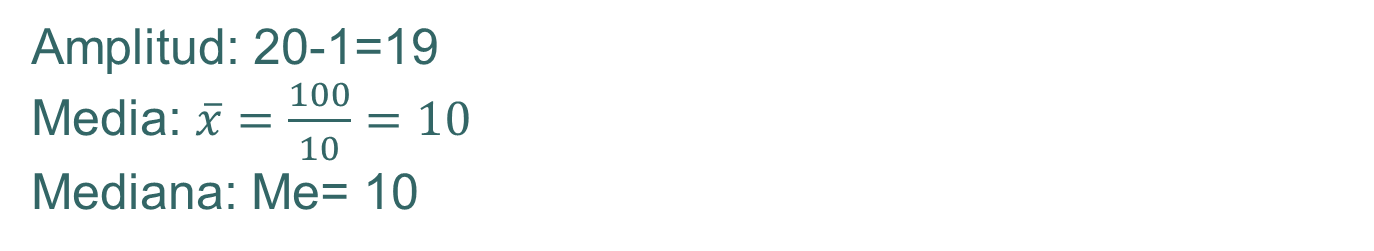 Amplitud: 20-1=19
Media: x̄ = 100/10 = 10
Mediana: Me= 10